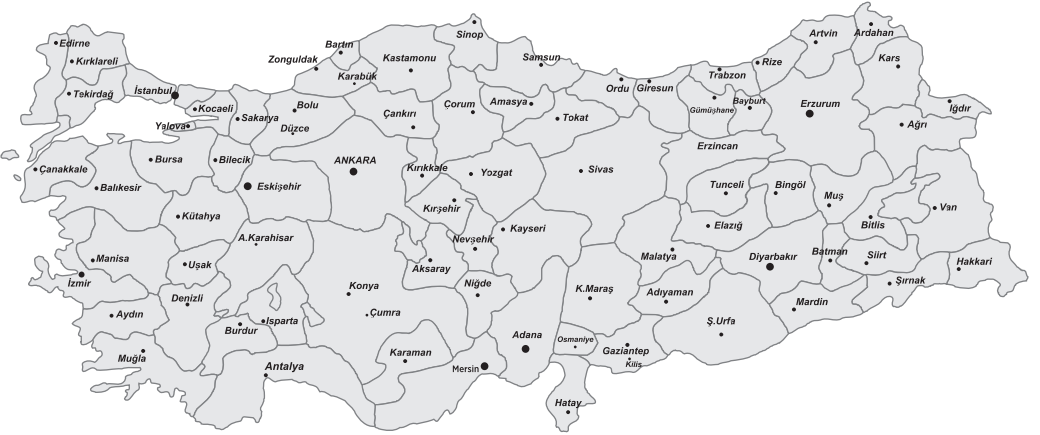 Edirne
Kırklareli
Tekirdağ
İstanbul
Kocaeli
Yalova
Sakarya
Zonguldak
Bartın
Karabük
Bolu
Düzce
Kastamonu
Çankırı
Sinop
Samsun
Çorum
Amasya
Tokat
Ordu
Giresun
Trabzon
Gümüşhane
Bayburt
Rize
Artvin
Ardahan
Kars
Iğdır
Ağrı
Erzurum
Erzincan
Çanakkale
Balıkesir
Bursa
Bilecik
Eskişehir
Kütahya
ANKARA
Kırıkkale
Kırşehir
Yozgat
Sivas
Tunceli
Bingöl
Muş
Bitlis
Van
Elazığ
Malatya
Diyarbakır
Batman
Siirt
Şırnak
Hakkari
Mardin
Manisa
İzmir
Uşak
A.Karahisar
Aydın
Denizli
Muğla
Burdur
Isparta
Antalya
Konya
Çumra
Karaman
Aksaray
Nevşehir
Niğde
Kayseri
Mersin
Adana
K.Maraş
Adıyaman
Osmaniye
Gaziantep
Kilis
Ş.Urfa
Hatay